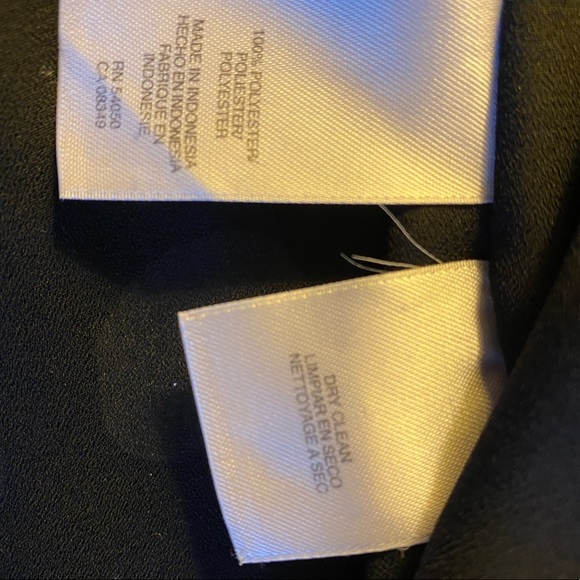 100% POLYESTER/
POLIESTER/
POLYESTER
MADE IN INDONESIA
HECHO EN INDONESIA
FABRIQUE EN
INDONESIE
RN 54050
CA 08349
DRY CLEAN
LIMPIAR EN SECO
NETTOYAGE A SEC